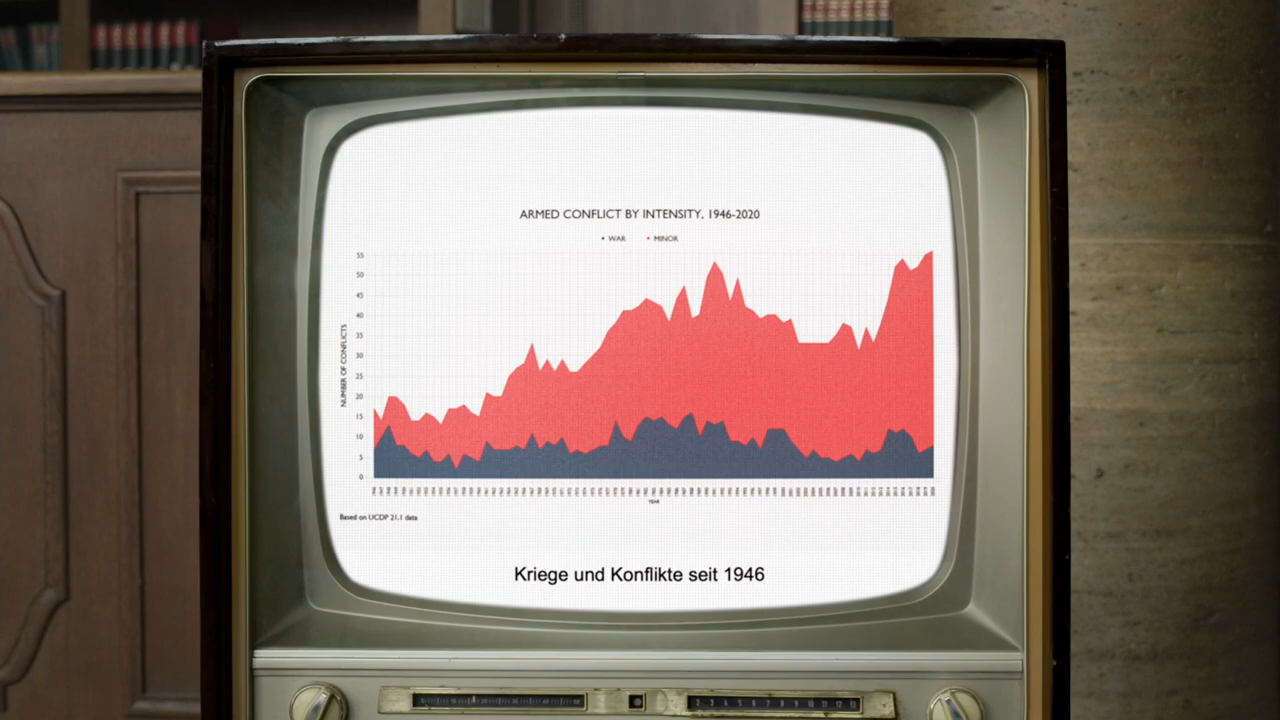 ARMED CONFLICT BY INTENSITY, 1946-2020
• WAR • MINOR
55
50
45
40
35
30
25
20
15
10
5
0
NUMBER OF CONFLICTS
YEAR
Based on UCDP 21.1 data
Kriege und Konflikte seit 1946